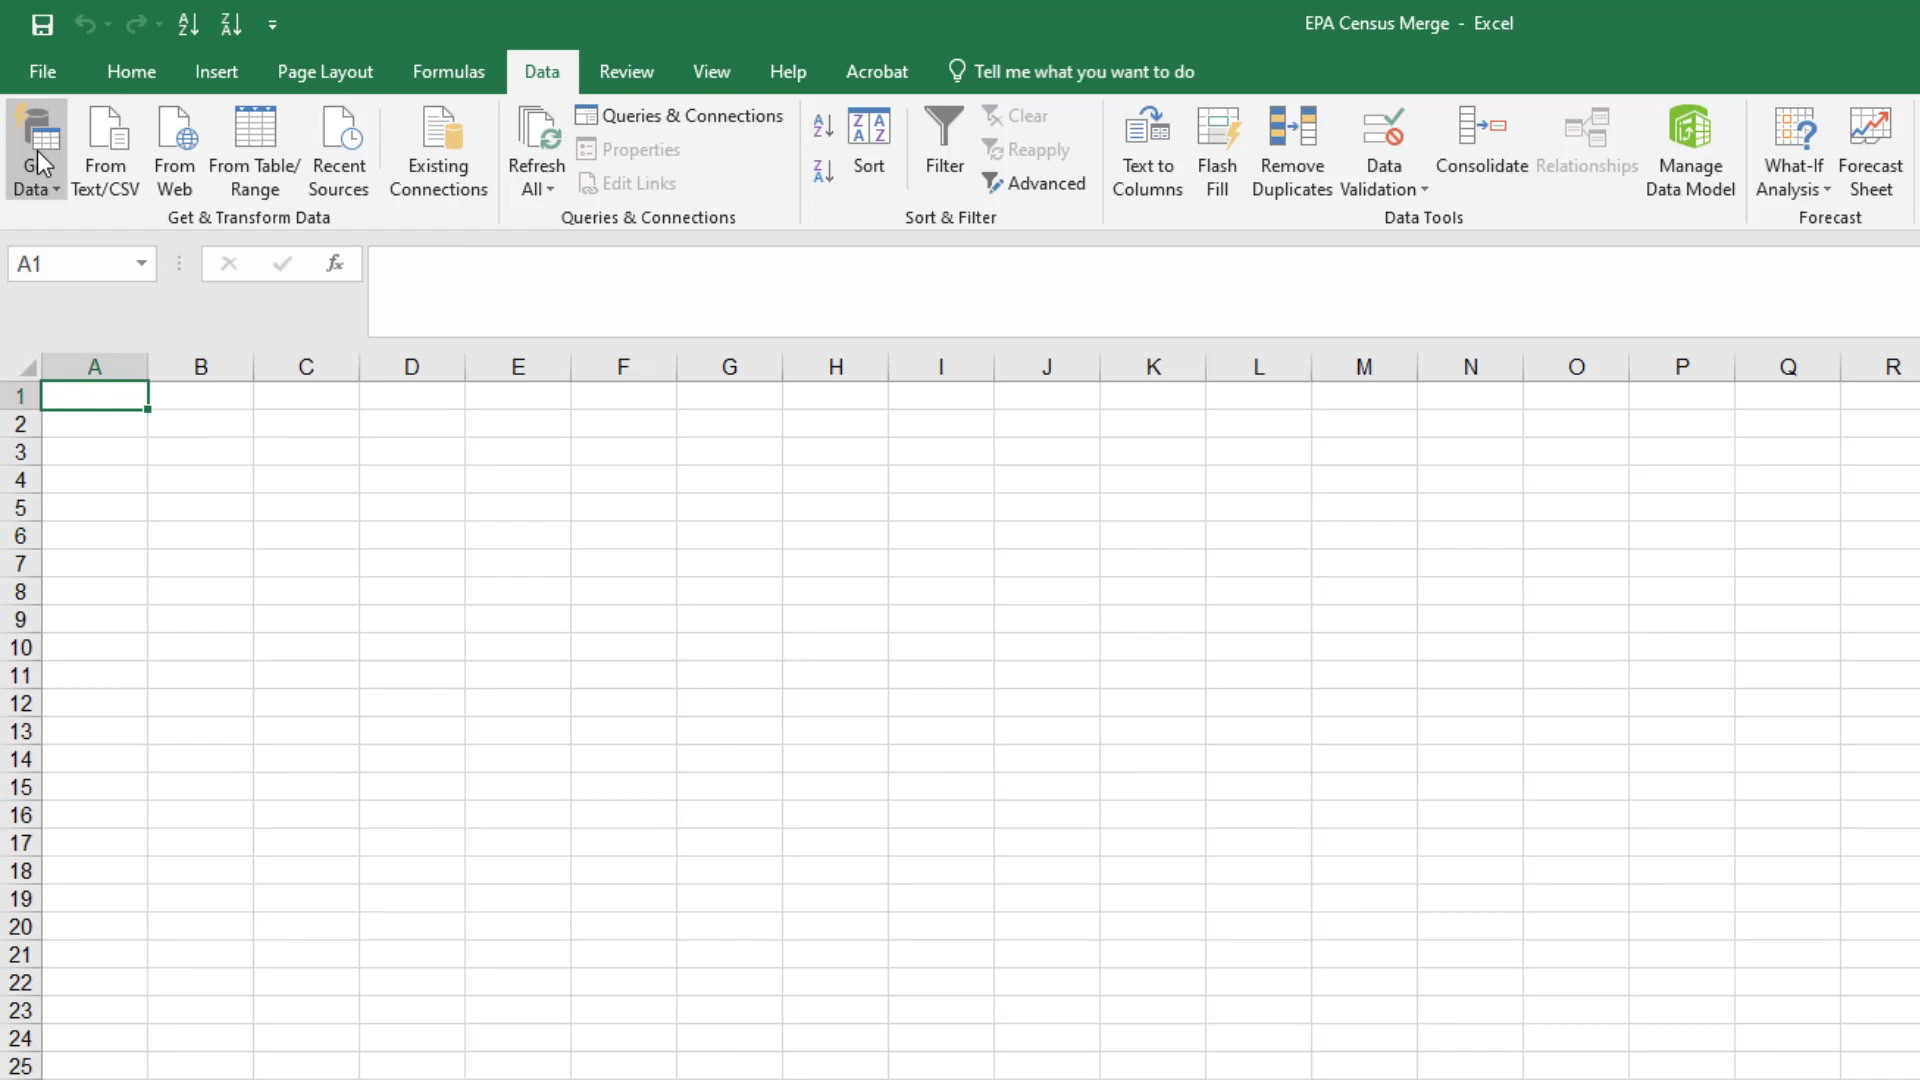 EPA Census Merge - Excel
File Home Insert Page Layout Formulas Data Review View Help Acrobat Tell me what you want to do
Data
From Text/CSV
From Web
From Table/ Range
Recent Sources
Existing Connections
Get & Transform Data
Refresh All
Queries & Connections
Properties
Edit Links
Queries & Connections
Sort
Filter
Clear
Reapply
Advanced
Sort & Filter
Text to Columns
Flash Fill
Remove Duplicates
Data Validation
Consolidate
Relationships
Manage Data Model
Data Tools
What-If Analysis
Forecast Sheet
Forecast
A1 fx
A B C D E F G H I J K L M N O P Q R
1
2
3
4
5
6
7
8
9
10
11
12
13
14
15
16
17
18
19
20
21
22
23
24
25